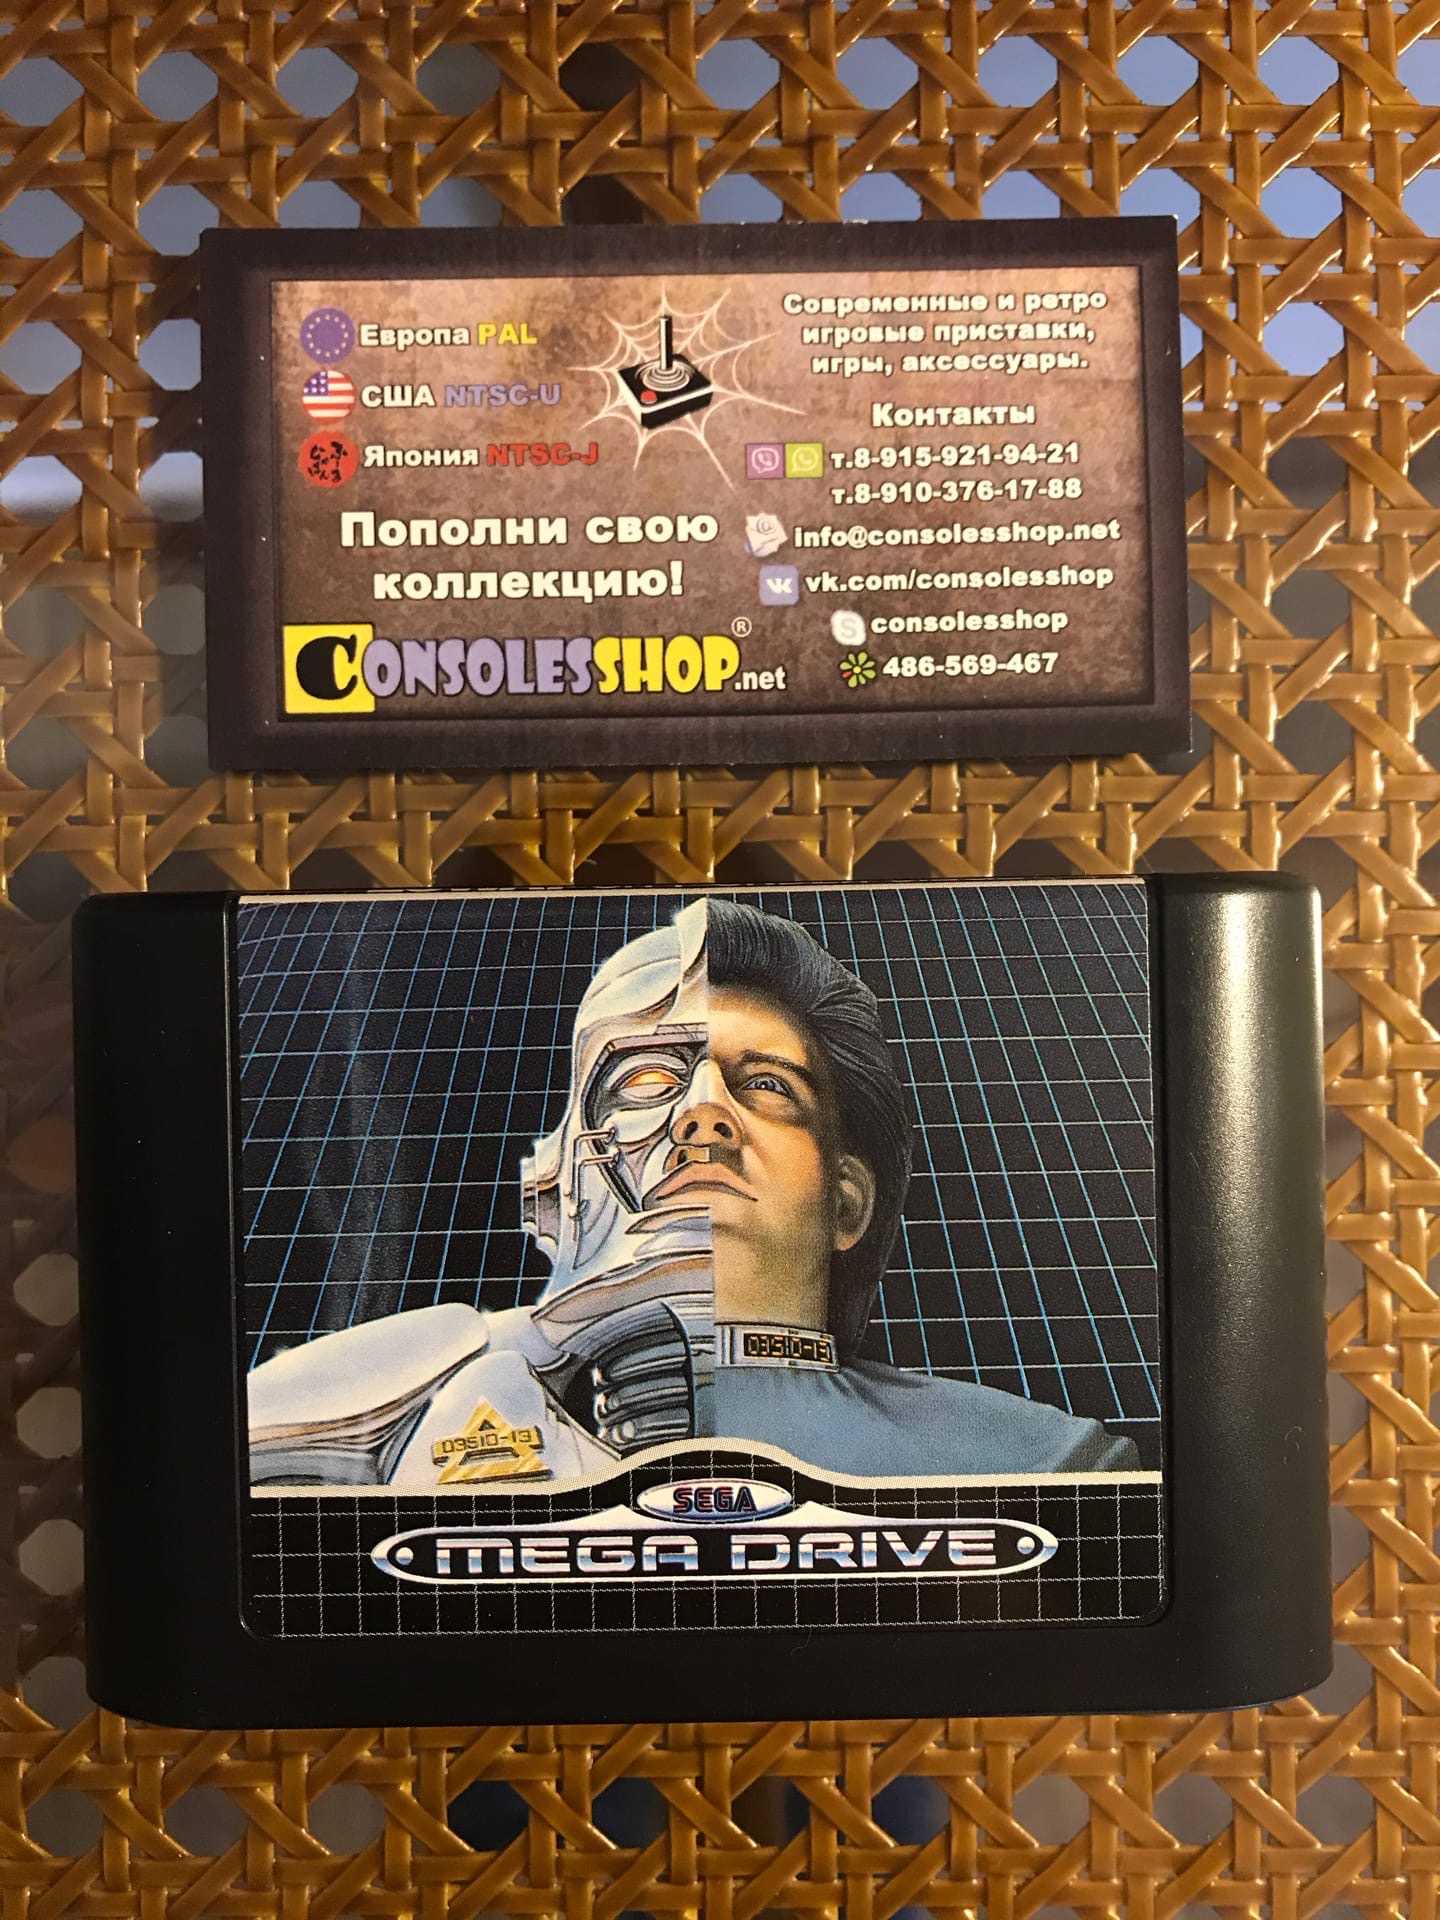 Европа PAL
США NTSC-U
Япония NTSC-J
Пополни свою
коллекцию!
CONSOLESSHOP.net
®
Современные и ретро
игровые приставки,
игры, аксессуары.
Контакты
т.8-915-921-94-21
т.8-910-376-17-88
info@consolesshop.net
vk.com/consolesshop
consolesshop
486-569-467
03510-13
03510-13
SEGA
MEGA DRIVE